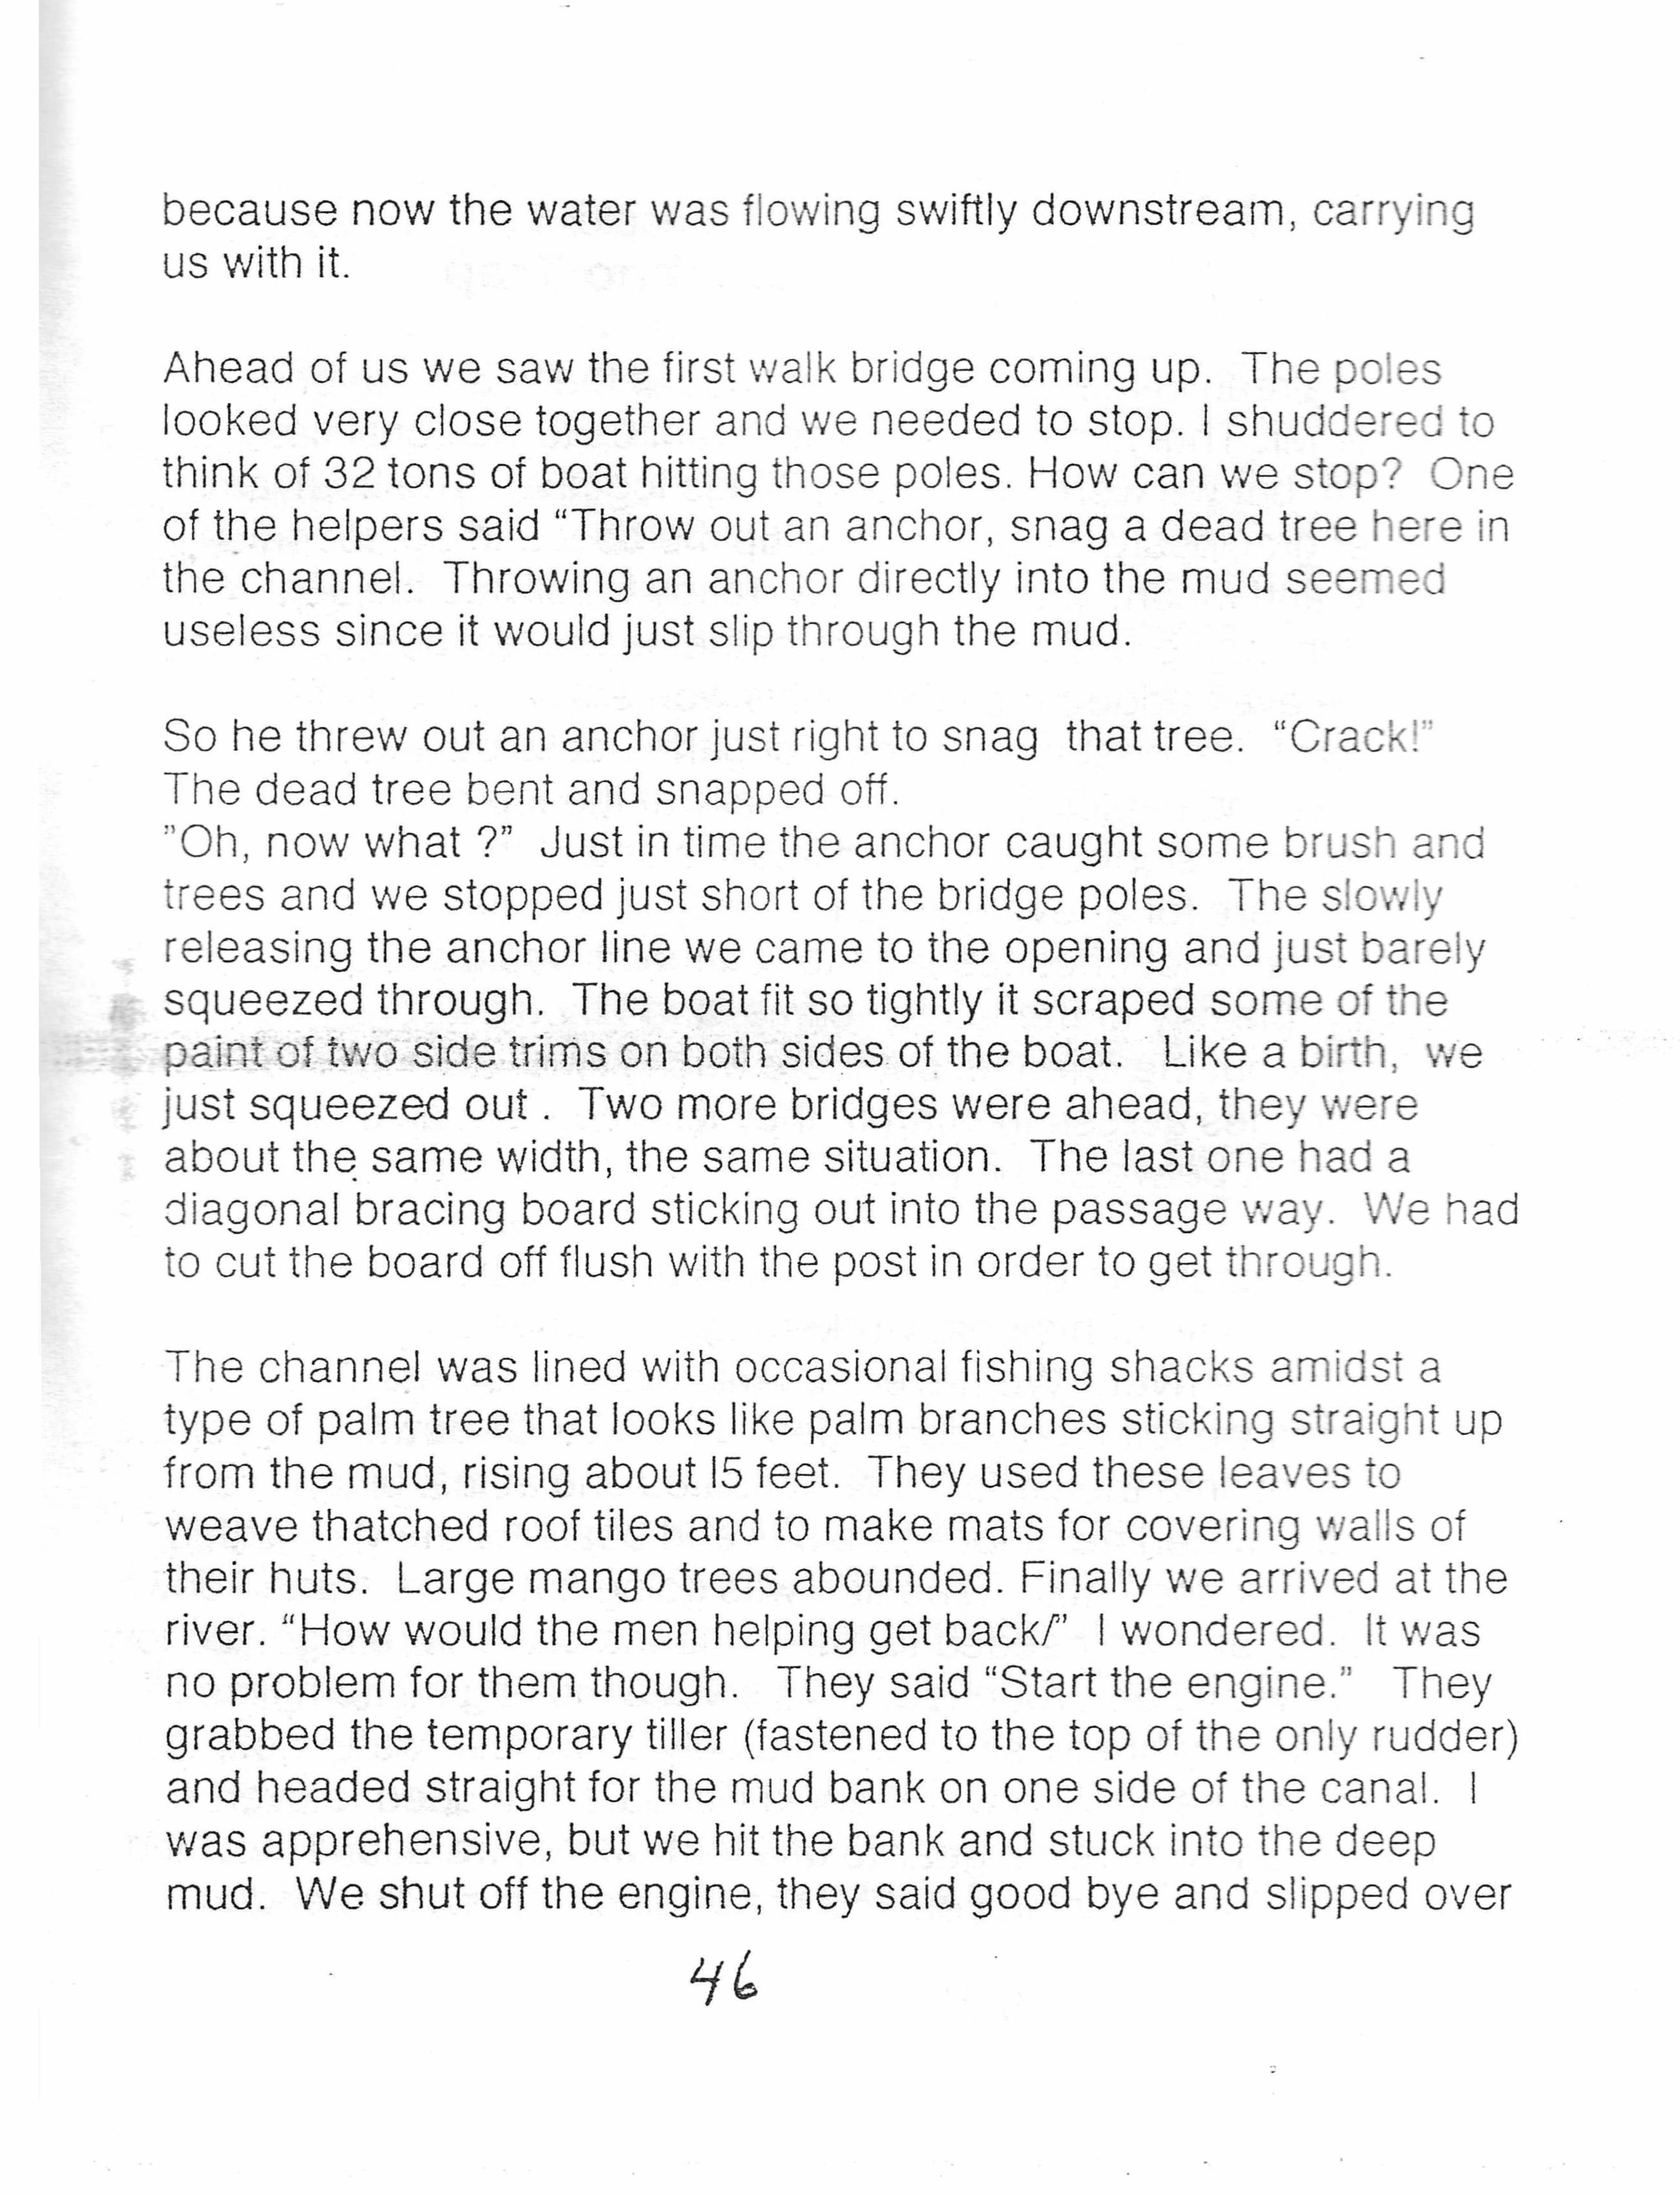 because now the water was flowing swiftly downstream, carrying
us with it.
Ahead of us we saw the first walk bridge coming up.  The poles
looked very close together and we needed to stop. I shuddered to
think of 32 tons of boat hitting those poles. How can we stop?  One
of the helpers said “Throw out an anchor, snag a dead tree here in
the channel.  Throwing an anchor directly into the mud seemed
useless since it would just slip through the mud.
So he threw out an anchor just right to snag  that tree.  “Crack!”
The dead tree bent and snapped off.
”Oh, now what ?”  Just in time the anchor caught some brush and
trees and we stopped just short of the bridge poles.  The slowly
releasing the anchor line we came to the opening and just barely
squeezed through.  The boat fit so tightly it scraped some of the
paint of two side trims on both sides of the boat.  Like a birth,  we
just squeezed out .  Two more bridges were ahead, they were
about the same width, the same situation.  The last one had a
diagonal bracing board sticking out into the passage way.  We had
to cut the board off flush with the post in order to get through.
The channel was lined with occasional fishing shacks amidst a
type of palm tree that looks like palm branches sticking straight up
from the mud, rising about l5 feet.  They used these leaves to
weave thatched roof tiles and to make mats for covering walls of
their huts.  Large mango trees abounded. Finally we arrived at the
river. “How would the men helping get back/”  I wondered.  It was
no problem for them though.   They said “Start the engine.”   They
grabbed the temporary tiller (fastened to the top of the only rudder)
and headed straight for the mud bank on one side of the canal.  I
was apprehensive, but we hit the bank and stuck into the deep
mud.  We shut off the engine, they said good bye and slipped over
46